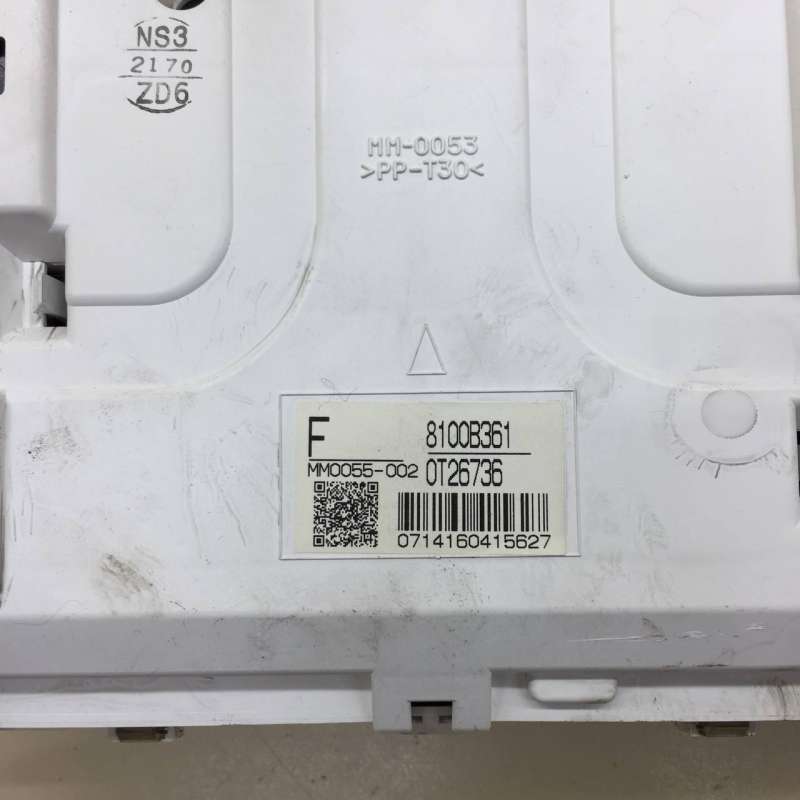 NS3
2170
ZD6
MM-0053
>PP-T30<
F
8100B361
MM0055-002
0T26736
0714160415627